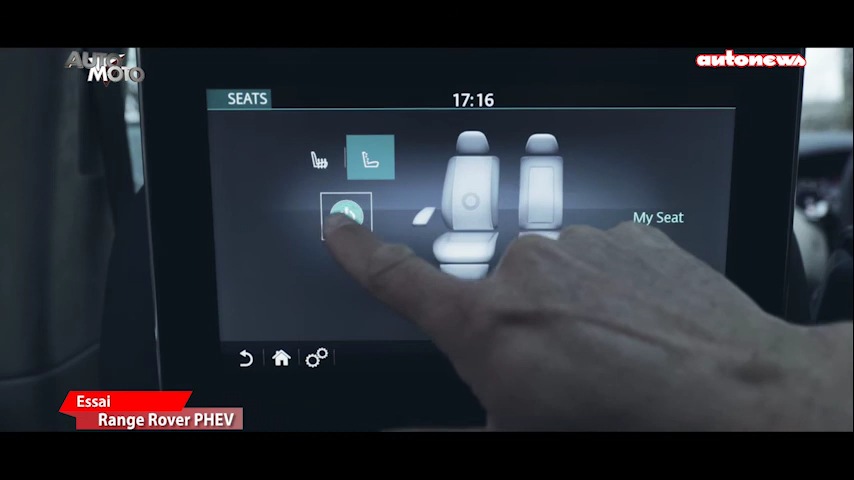 AUTO
MOTO
autonews
SEATS
17:16
My Seat
Essai
Range Rover PHEV